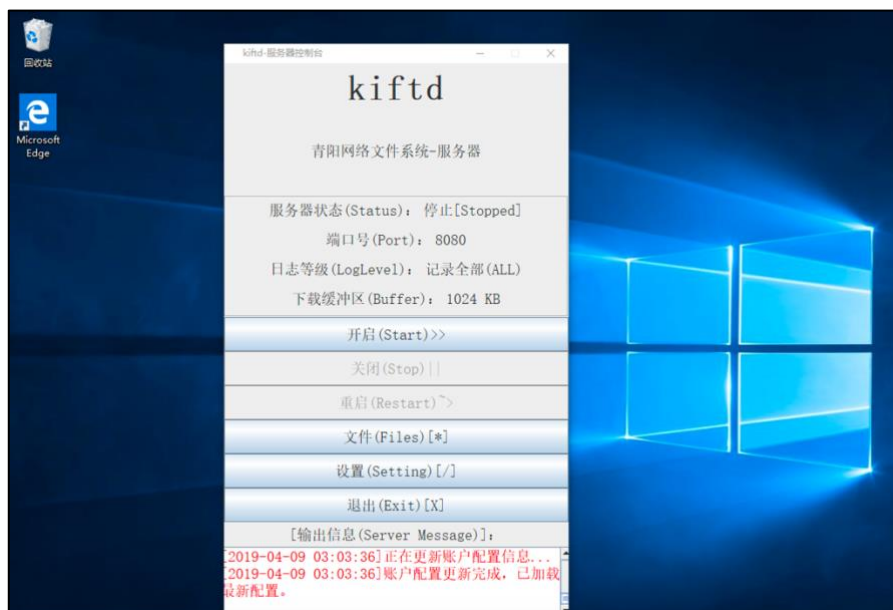 回收站
Microsoft
Edge
kiftd-服务器控制台
kiftd
青阳网络文件系统-服务器
服务器状态(Status)：停止[Stopped]
端口号(Port)：8080
日志等级(LogLevel)：记录全部(ALL)
下载缓冲区(Buffer)：1024 KB
开启(Start)>>
关闭(Stop)||
重启(Restart)~>
文件(Files)[*]
设置(Setting)[/]
退出(Exit)[X]
[输出信息(Server Message)]：
[2019-04-09 03:03:36]正在更新账户配置信息...
[2019-04-09 03:03:36]账户配置更新完成，已加载
最新配置。